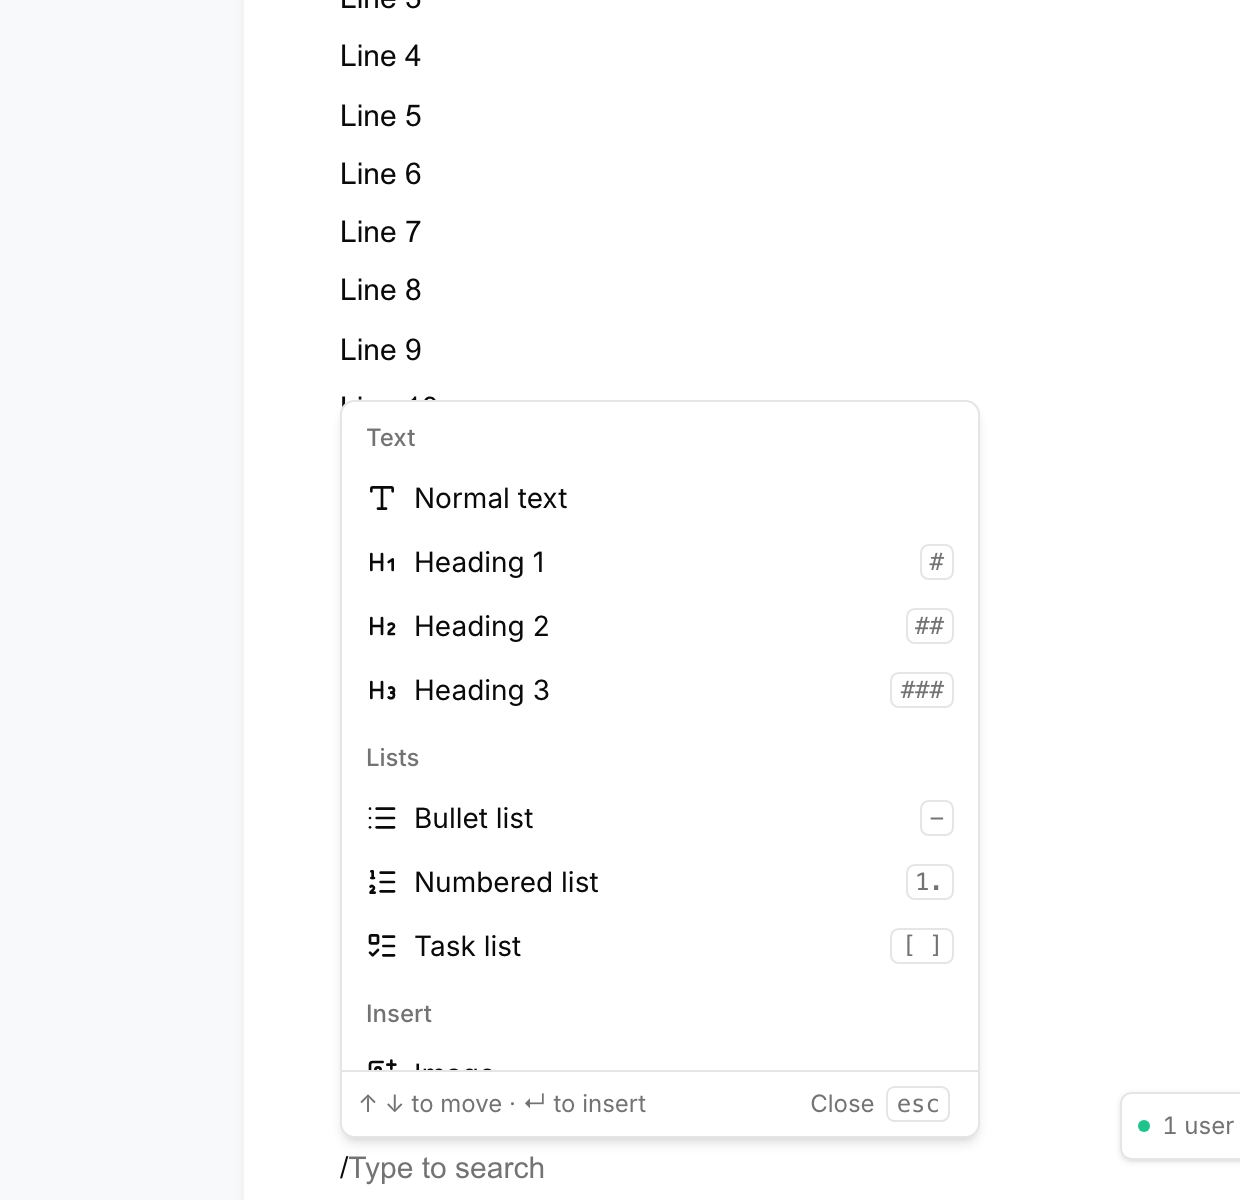 Line 4
Line 5
Line 6
Line 7
Line 8
Line 9
Text
Normal text
H1 Heading 1 #
H2 Heading 2 ##
H3 Heading 3 ###
Lists
Bullet list –
Numbered list 1.
Task list [ ]
Insert
Image
↑ ↓ to move · ↵ to insert Close esc
1 user
/Type to search